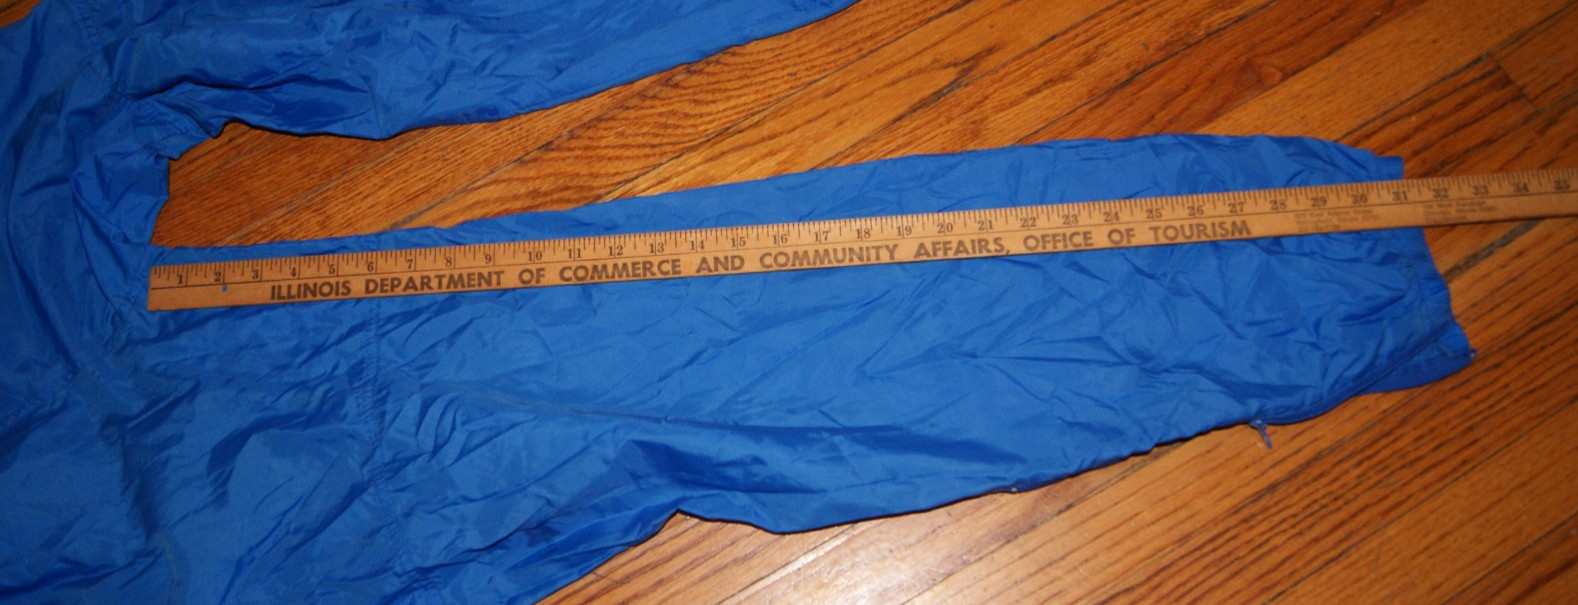 1 2 3 4 5 6 7 8 9 10 11 12 13 14 15 16 17 18 19 20 21 22 23 24 25 26 27 28 29 30 31 32 33 34 35
ILLINOIS DEPARTMENT OF COMMERCE AND COMMUNITY AFFAIRS, OFFICE OF TOURISM